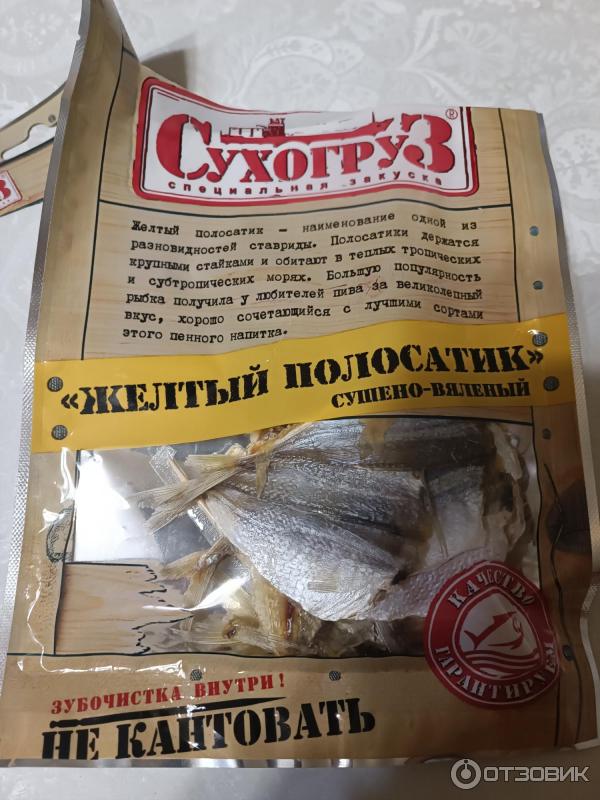 СУХОГРУЗ®
специальная закуска
Желтый полосатик – наименование одной из
разновидностей ставриды. Полосатики держатся
крупными стайками и обитают в теплых тропических
и субтропических морях. Большую популярность
рыбка получила у любителей пива за великолепный
вкус, хорошо сочетающийся с лучшими сортами
этого пенного напитка.
«ЖЕЛТЫЙ ПОЛОСАТИК»
СУШЕНО-ВЯЛЕНЫЙ
КАЧЕСТВО
ГАРАНТИРУЕМ
ЗУБОЧИСТКА ВНУТРИ!
НЕ КАНТОВАТЬ
ОТЗОВИК